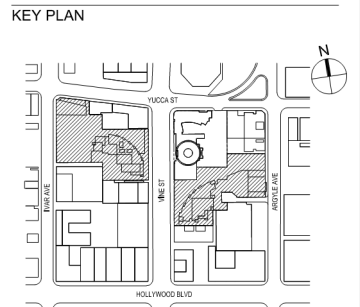 KEY PLAN
N
YUCCA ST
IVAR AVE
VINE ST
ARGYLE AVE
HOLLYWOOD BLVD